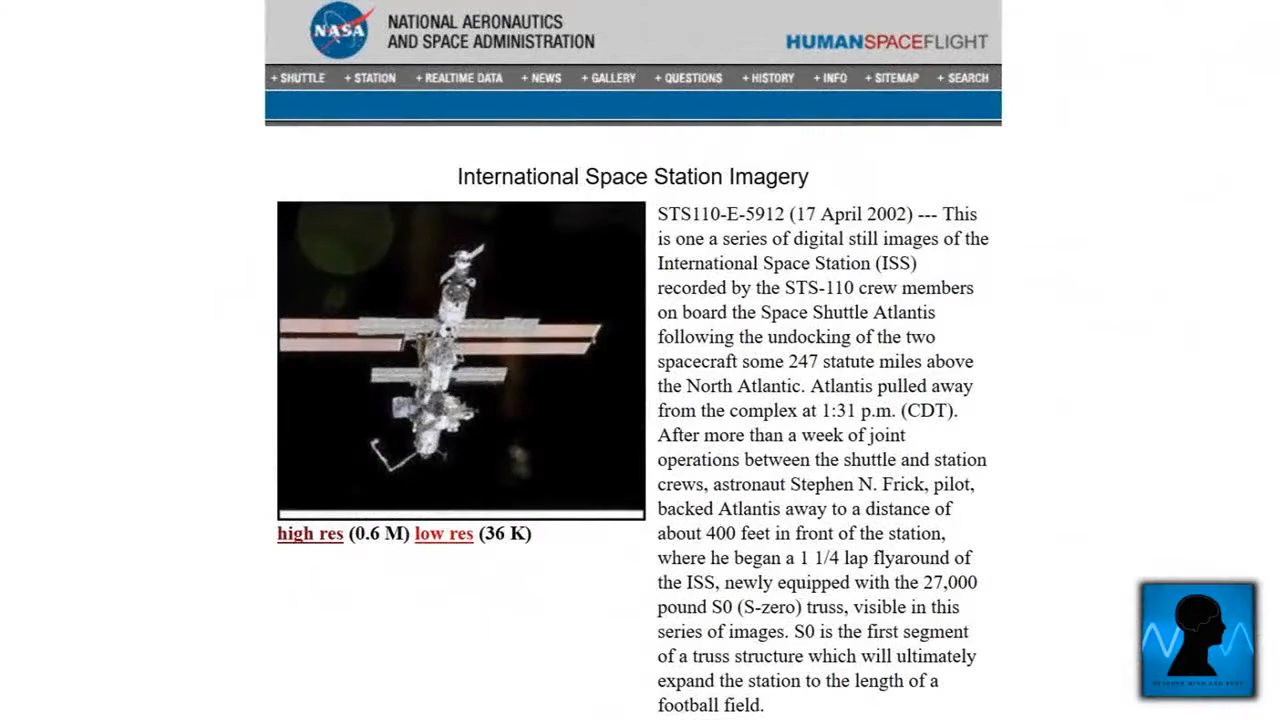 NASA
NATIONAL AERONAUTICS
AND SPACE ADMINISTRATION
HUMANSPACEFLIGHT
+ SHUTTLE + STATION + REALTIME DATA + NEWS + GALLERY + QUESTIONS + HISTORY + INFO + SITEMAP + SEARCH
International Space Station Imagery
STS110-E-5912 (17 April 2002) --- This
is one a series of digital still images of the
International Space Station (ISS)
recorded by the STS-110 crew members
on board the Space Shuttle Atlantis
following the undocking of the two
spacecraft some 247 statute miles above
the North Atlantic. Atlantis pulled away
from the complex at 1:31 p.m. (CDT).
After more than a week of joint
operations between the shuttle and station
crews, astronaut Stephen N. Frick, pilot,
backed Atlantis away to a distance of
about 400 feet in front of the station,
where he began a 1 1/4 lap flyaround of
the ISS, newly equipped with the 27,000
pound S0 (S-zero) truss, visible in this
series of images. S0 is the first segment
of a truss structure which will ultimately
expand the station to the length of a
football field.
high res (0.6 M) low res (36 K)
BEYOND MIND AND BODY